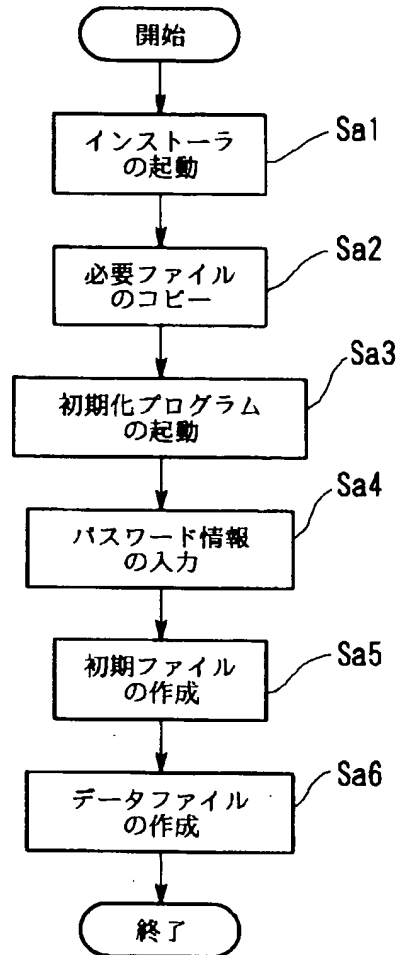 開始
インストーラ
の起動
Sa1
必要ファイル
のコピー
Sa2
初期化プログラム
の起動
Sa3
パスワード情報
の入力
Sa4
初期ファイル
の作成
Sa5
データファイル
の作成
Sa6
終了